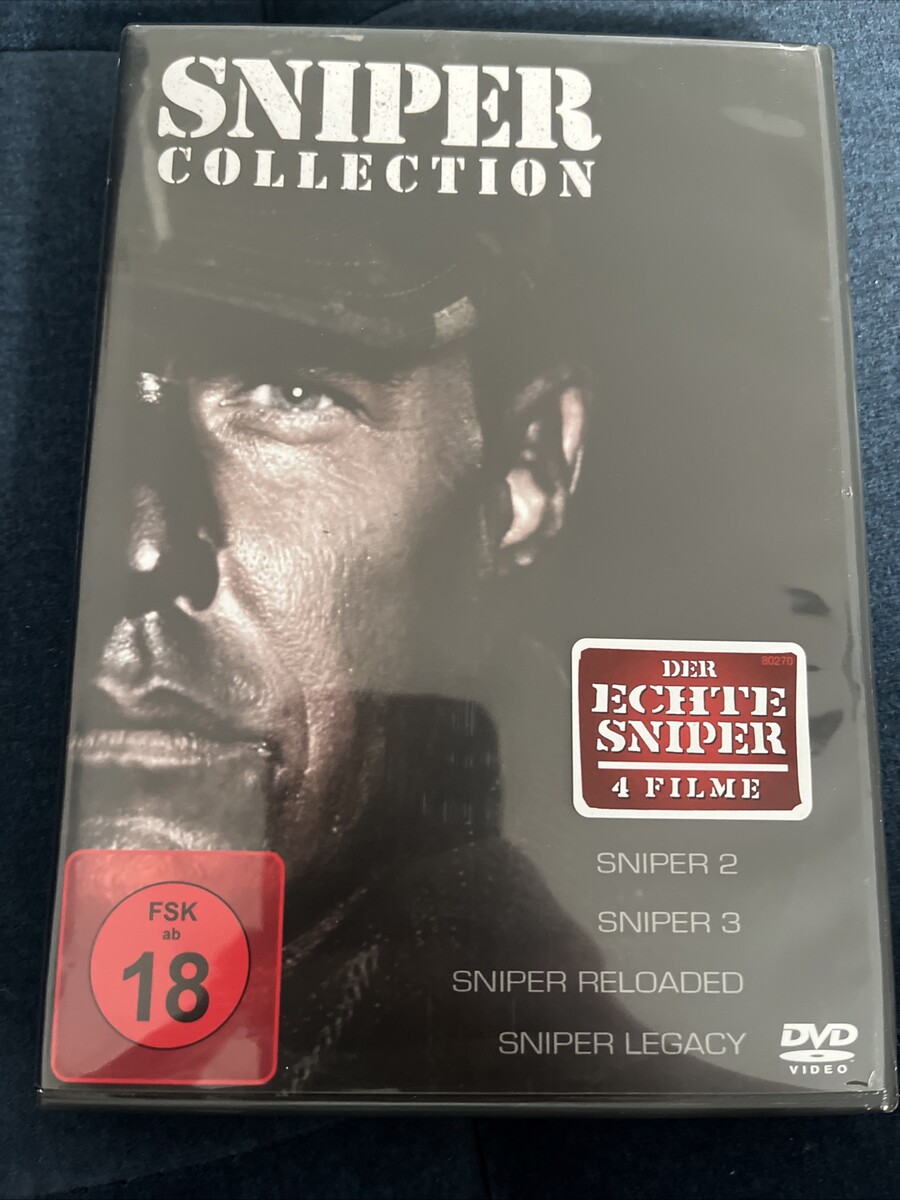 SNIPER
COLLECTION
DER
80270
ECHTE
SNIPER
4 FILME
SNIPER 2
SNIPER 3
SNIPER RELOADED
SNIPER LEGACY
FSK
ab
18
DVD
VIDEO